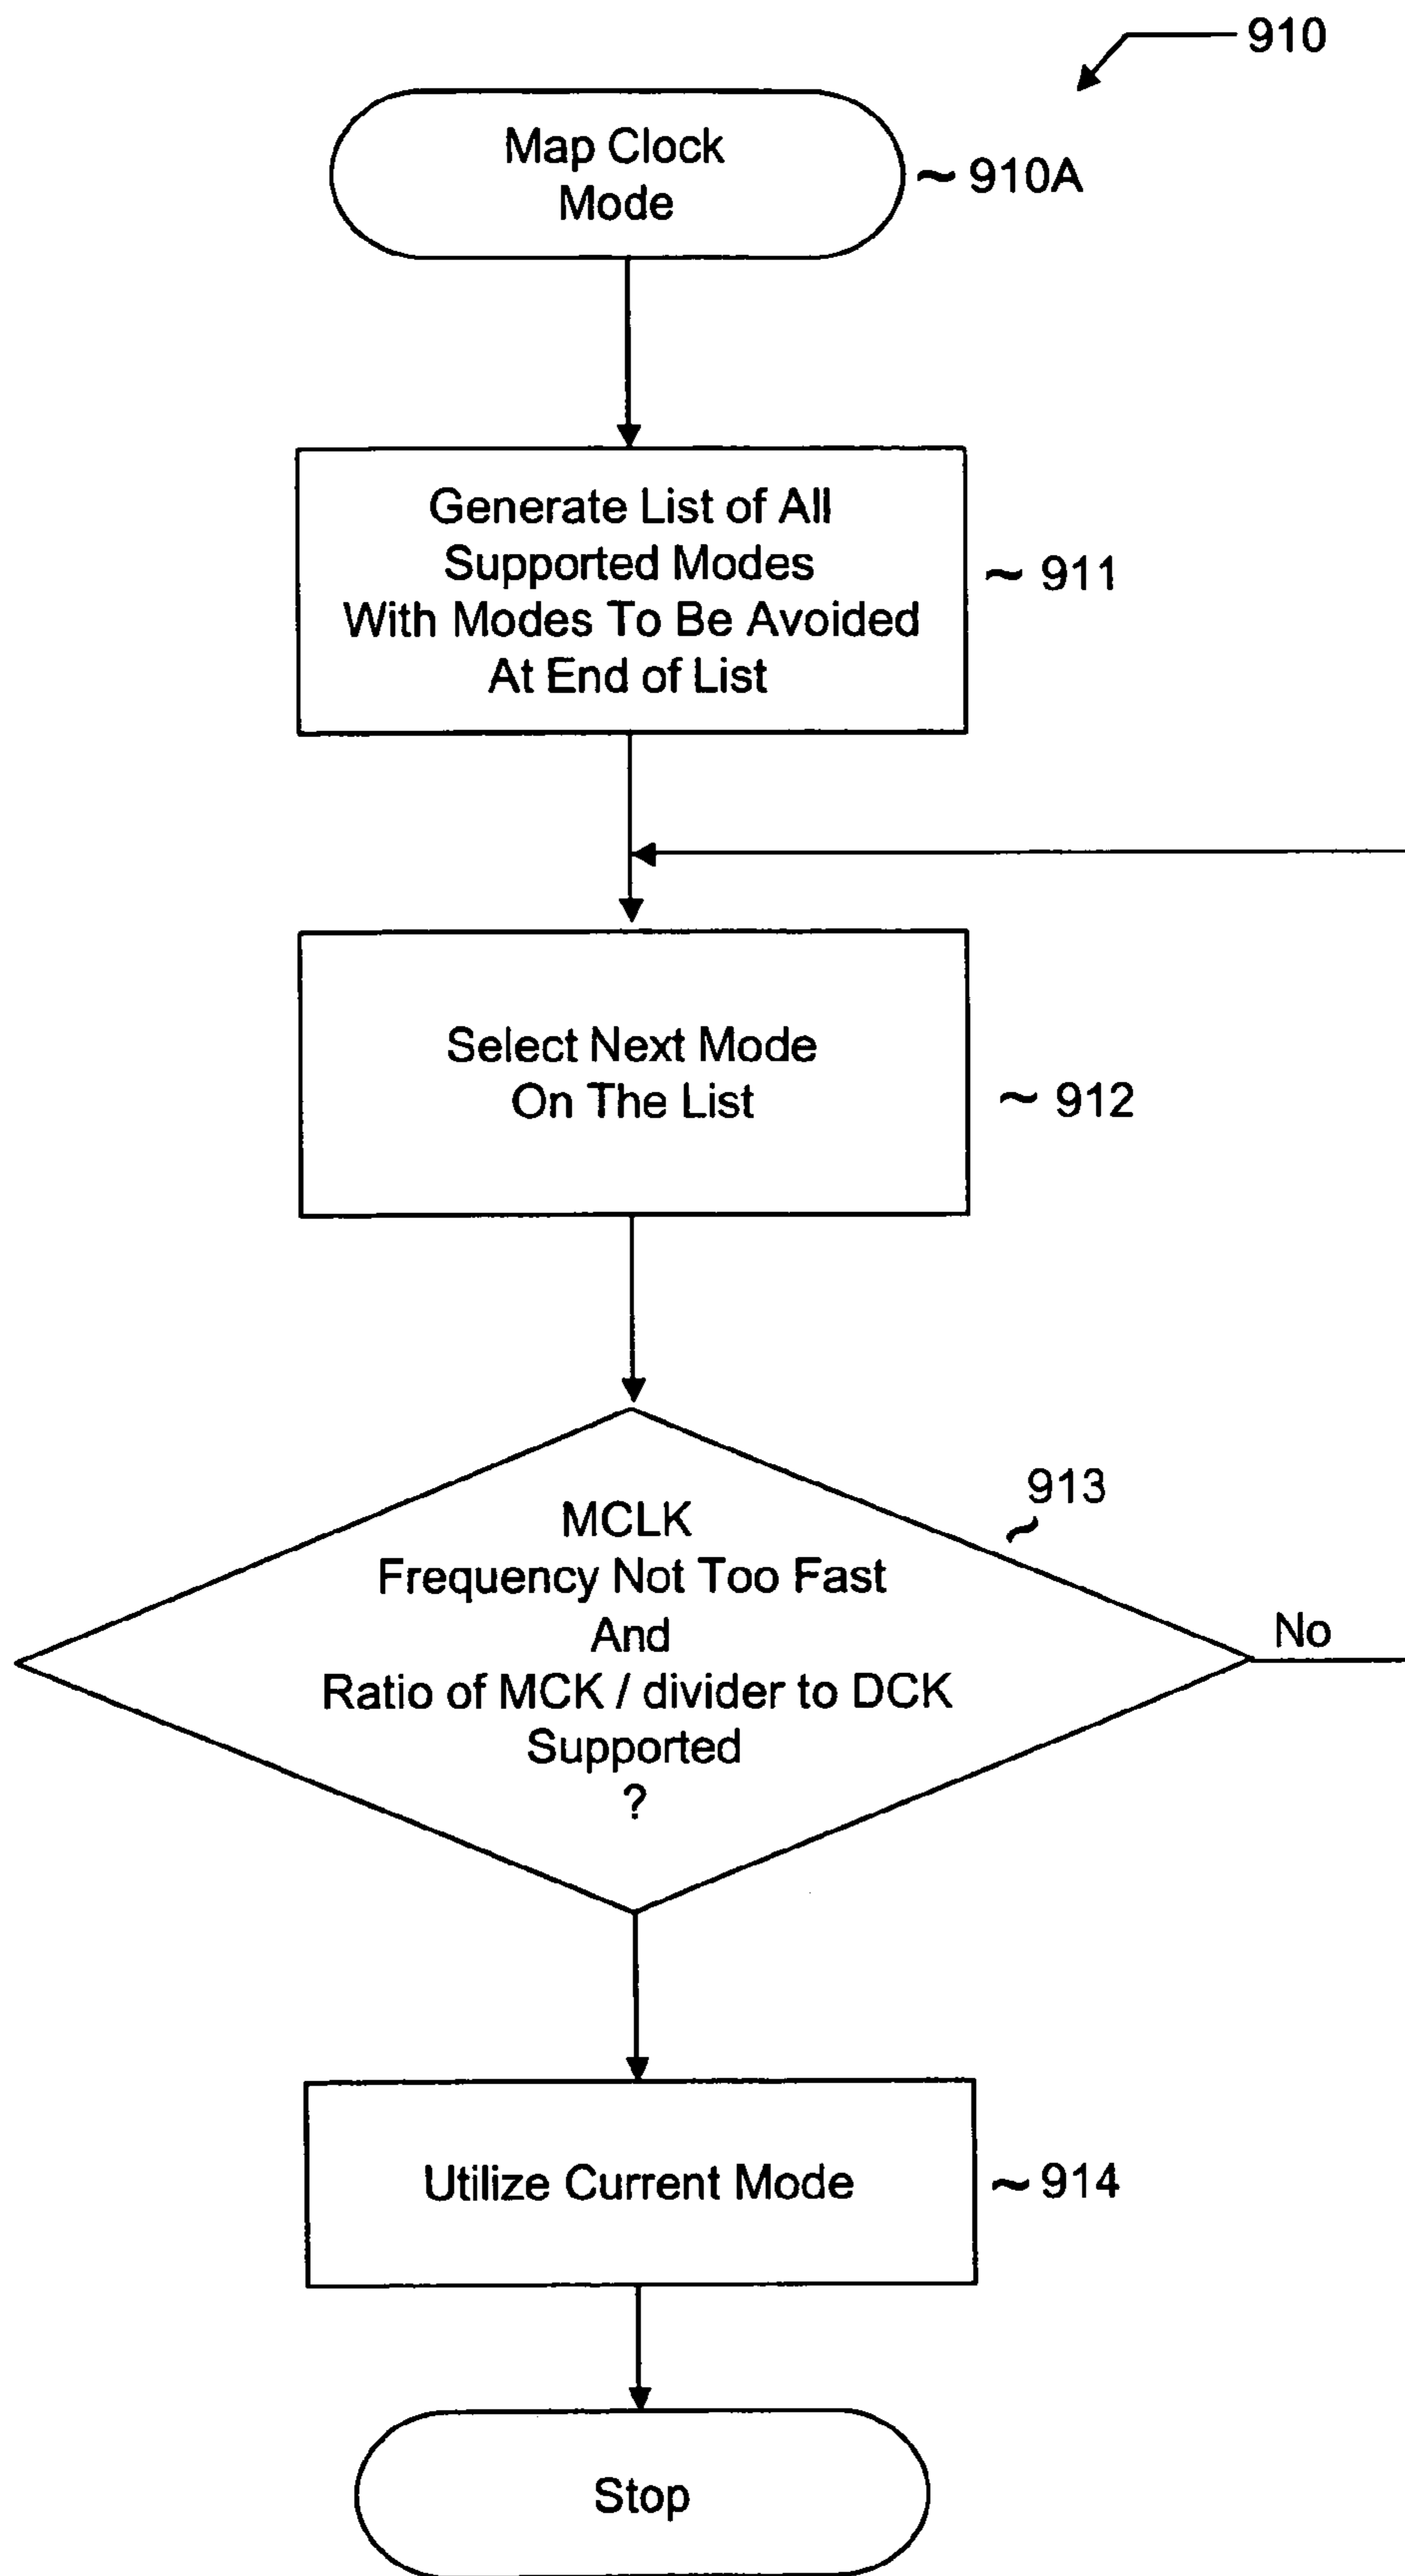 910
Map Clock
Mode
~ 910A
Generate List of All
Supported Modes
With Modes To Be Avoided
At End of List
~ 911
Select Next Mode
On The List
~ 912
913
~
MCLK
Frequency Not Too Fast
And
Ratio of MCK / divider to DCK
Supported
?
No
Utilize Current Mode
~ 914
Stop